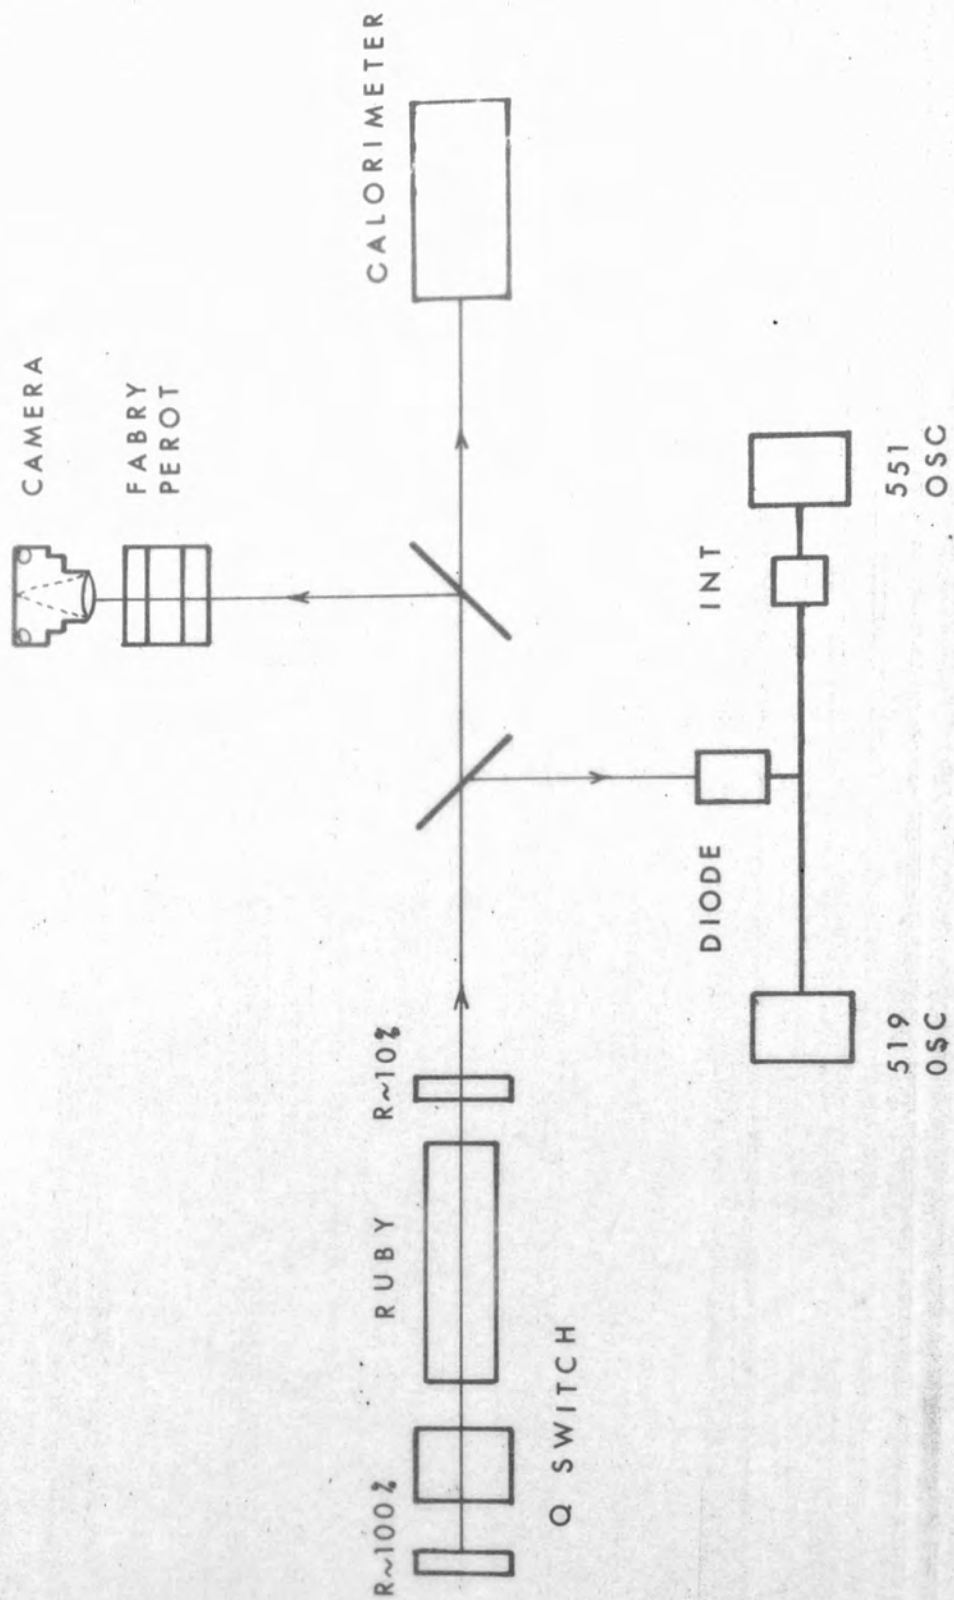 CAMERA
FABRY
PEROT
CALORIMETER
R~100%
RUBY
R~10%
Q SWITCH
DIODE
INT
519
OSC
551
OSC